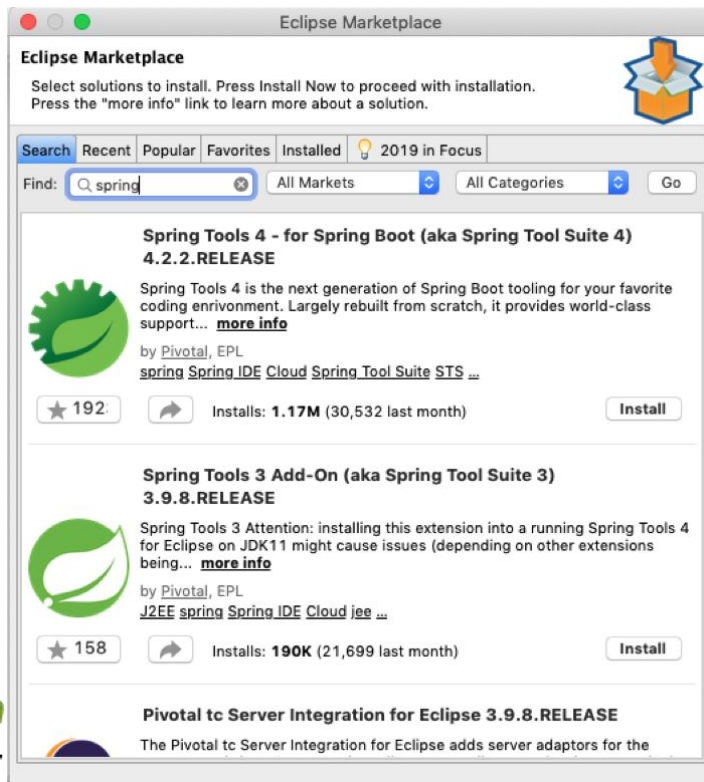 Eclipse Marketplace
Eclipse Marketplace
Select solutions to install. Press Install Now to proceed with installation.
Press the "more info" link to learn more about a solution.
Search Recent Popular Favorites Installed 2019 in Focus
Find: spring All Markets All Categories Go
Spring Tools 4 - for Spring Boot (aka Spring Tool Suite 4)
4.2.2.RELEASE
Spring Tools 4 is the next generation of Spring Boot tooling for your favorite
coding enrivonment. Largely rebuilt from scratch, it provides world-class
support... more info
by Pivotal, EPL
spring Spring IDE Cloud Spring Tool Suite STS ...
192 Installs: 1.17M (30,532 last month) Install
Spring Tools 3 Add-On (aka Spring Tool Suite 3)
3.9.8.RELEASE
Spring Tools 3 Attention: installing this extension into a running Spring Tools 4
for Eclipse on JDK11 might cause issues (depending on other extensions
being... more info
by Pivotal, EPL
J2EE spring Spring IDE Cloud jee ...
158 Installs: 190K (21,699 last month) Install
Pivotal tc Server Integration for Eclipse 3.9.8.RELEASE
The Pivotal tc Server Integration for Eclipse adds server adaptors for the